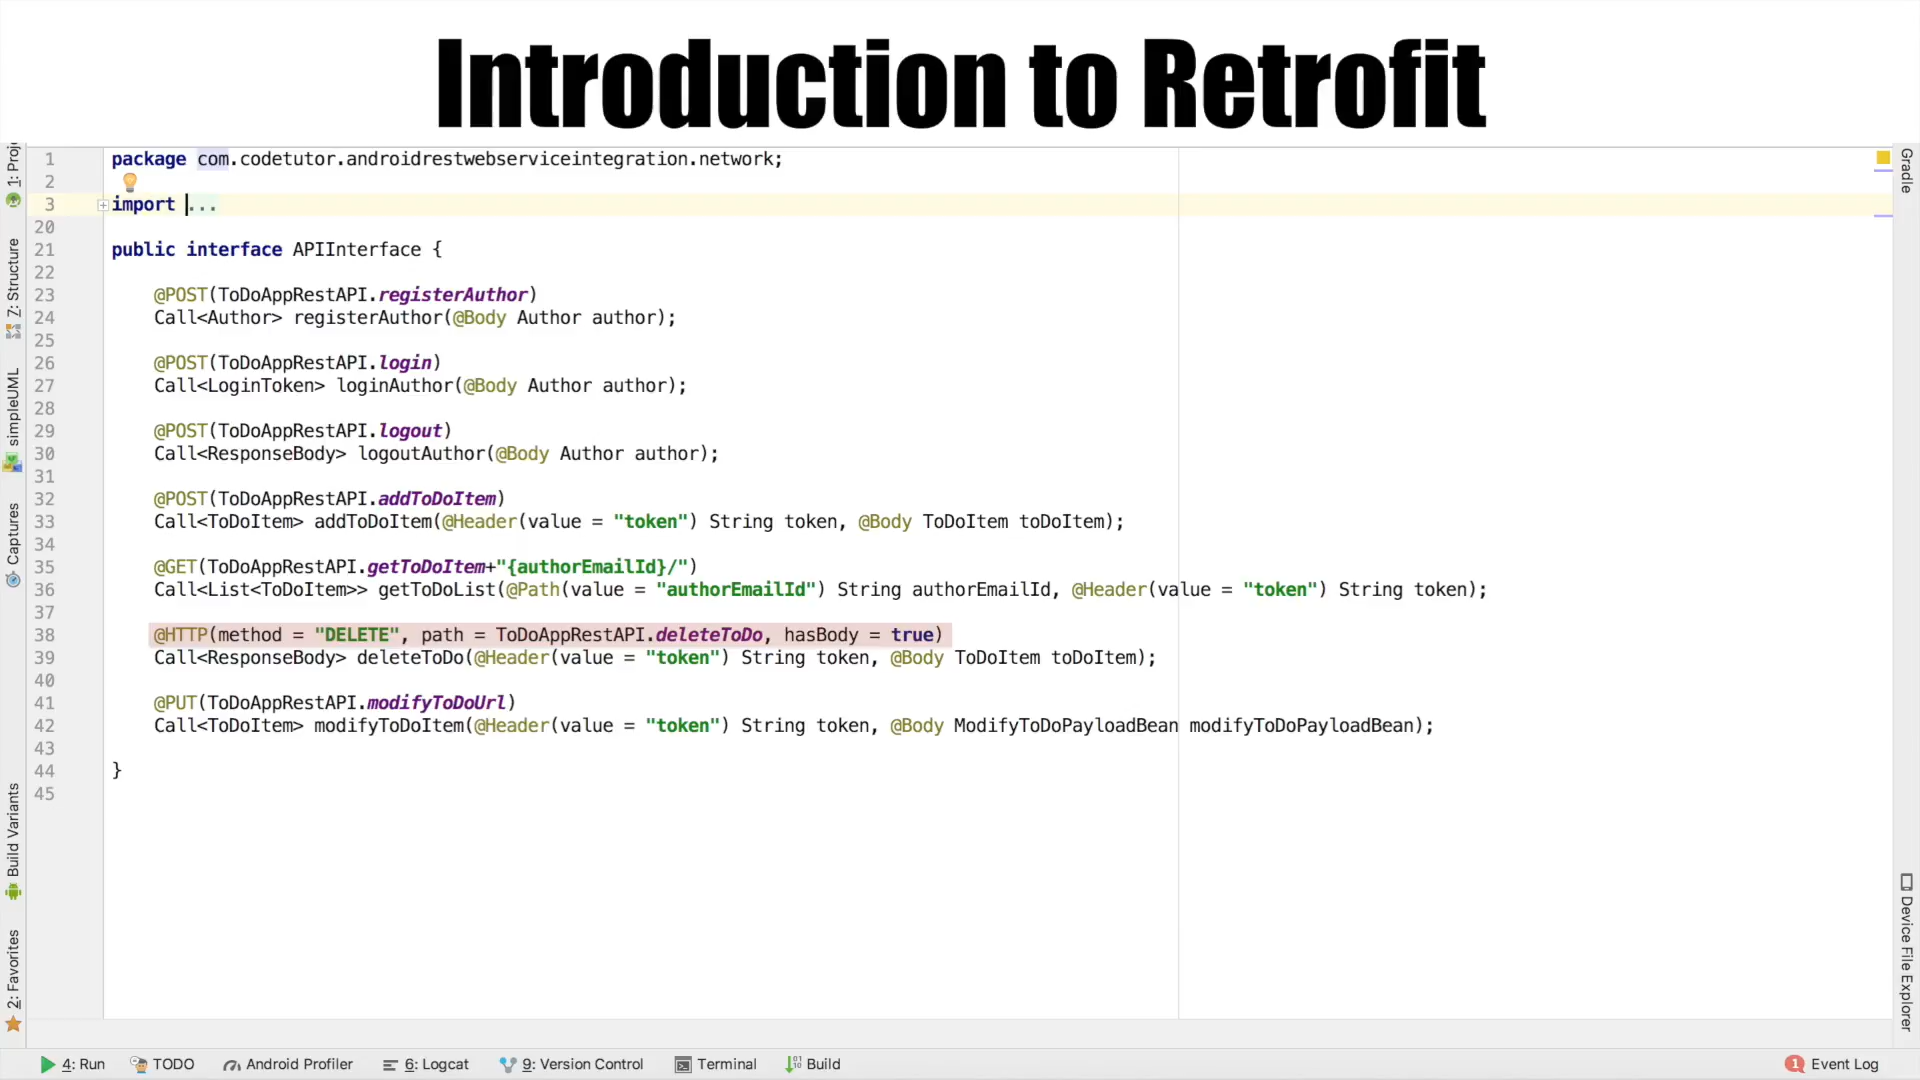 Introduction to Retrofit
1 package com.codetutor.androidrestwebserviceintegration.network;
2
3 import ...
20
21 public interface APIInterface {
22
23 @POST(ToDoAppRestAPI.registerAuthor)
24 Call<Author> registerAuthor(@Body Author author);
25
26 @POST(ToDoAppRestAPI.login)
27 Call<LoginToken> loginAuthor(@Body Author author);
28
29 @POST(ToDoAppRestAPI.logout)
30 Call<ResponseBody> logoutAuthor(@Body Author author);
31
32 @POST(ToDoAppRestAPI.addToDoItem)
33 Call<ToDoItem> addToDoItem(@Header(value = "token") String token, @Body ToDoItem toDoItem);
34
35 @GET(ToDoAppRestAPI.getToDoItem+"{authorEmailId}/")
36 Call<List<ToDoItem>> getToDoList(@Path(value = "authorEmailId") String authorEmailId, @Header(value = "token") String token);
37
38 @HTTP(method = "DELETE", path = ToDoAppRestAPI.deleteToDo, hasBody = true)
39 Call<ResponseBody> deleteToDo(@Header(value = "token") String token, @Body ToDoItem toDoItem);
40
41 @PUT(ToDoAppRestAPI.modifyToDoUrl)
42 Call<ToDoItem> modifyToDoItem(@Header(value = "token") String token, @Body ModifyToDoPayloadBean modifyToDoPayloadBean);
43
44 }
45
1: Proj
Z: Structure
simpleUML
Captures
Build Variants
2: Favorites
Gradle
Device File Explorer
4: Run
TODO
Android Profiler
6: Logcat
9: Version Control
Terminal
Build
1 Event Log